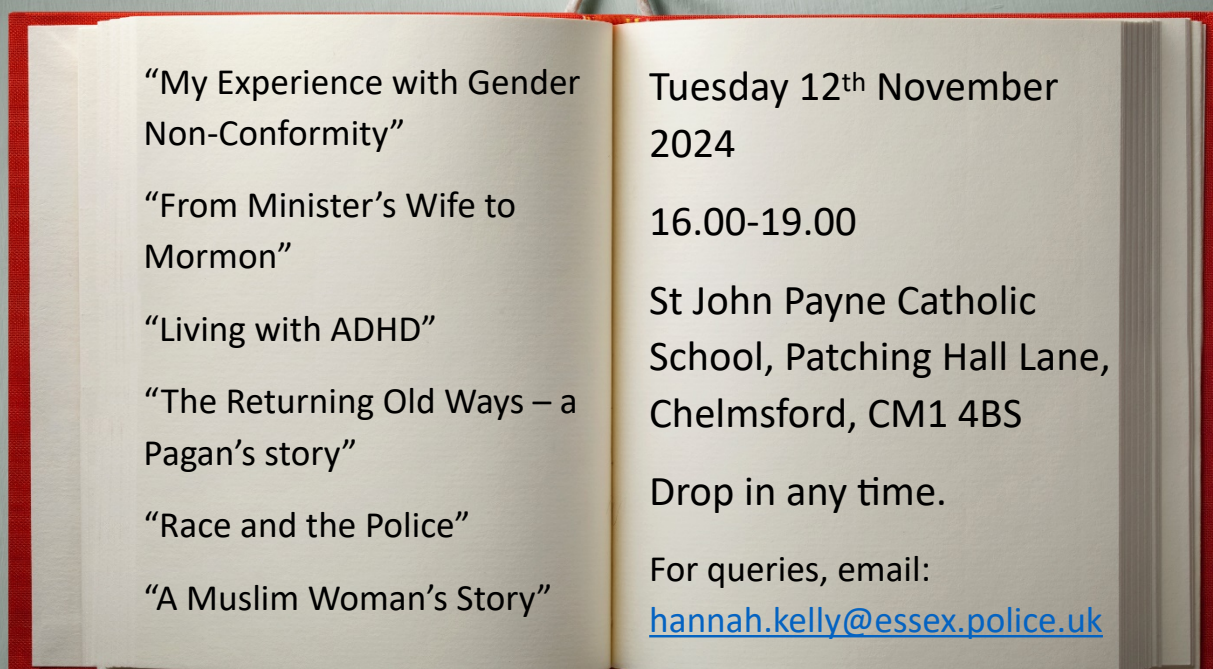 “My Experience with Gender
Non-Conformity”
“From Minister’s Wife to
Mormon”
“Living with ADHD”
“The Returning Old Ways – a
Pagan’s story”
“Race and the Police”
“A Muslim Woman’s Story”
Tuesday 12th November
2024
16.00-19.00
St John Payne Catholic
School, Patching Hall Lane,
Chelmsford, CM1 4BS
Drop in any time.
For queries, email:
hannah.kelly@essex.police.uk